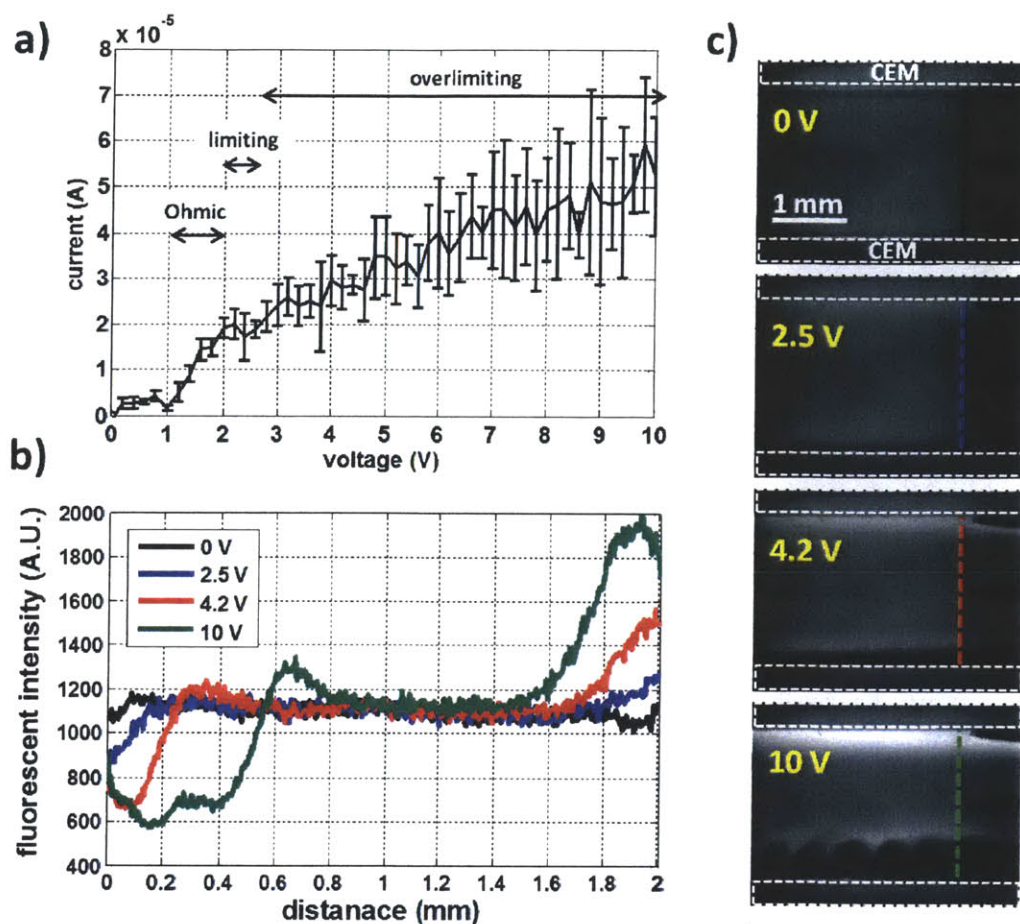 a)
× 10⁻⁵
8
7
6
5
4
3
2
1
0
current (A)
overlimiting
limiting
Ohmic
0 1 2 3 4 5 6 7 8 9 10
voltage (V)
b)
2000
1800
1600
1400
1200
1000
800
600
400
fluorescent intensity (A.U.)
0 V
2.5 V
4.2 V
10 V
0 0.2 0.4 0.6 0.8 1 1.2 1.4 1.6 1.8 2
distanace (mm)
c)
CEM
0 V
1 mm
CEM
2.5 V
4.2 V
10 V